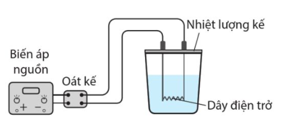 Nhiệt lượng kế
Biến áp
nguồn
Oát kế
Dây điện trở
+ −